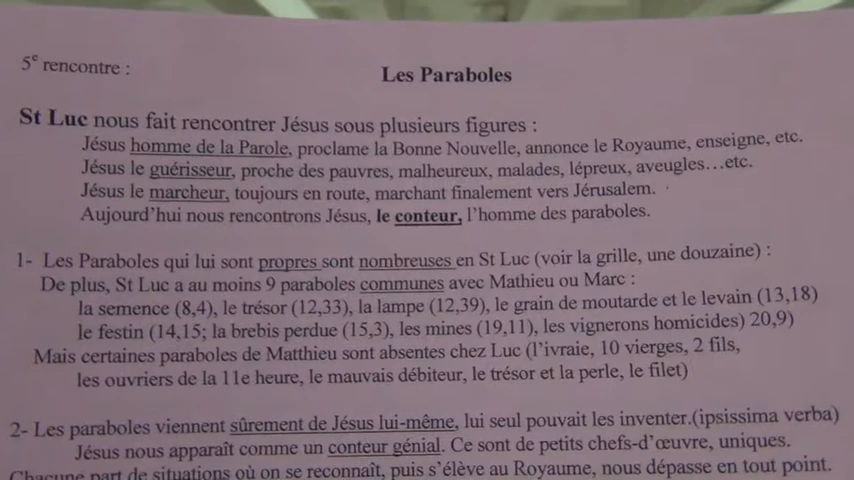 5e rencontre :
Les Paraboles
St Luc nous fait rencontrer Jésus sous plusieurs figures :
Jésus homme de la Parole, proclame la Bonne Nouvelle, annonce le Royaume, enseigne, etc.
Jésus le guérisseur, proche des pauvres, malheureux, malades, lépreux, aveugles…etc.
Jésus le marcheur, toujours en route, marchant finalement vers Jérusalem.
Aujourd'hui nous rencontrons Jésus, le conteur, l'homme des paraboles.
1- Les Paraboles qui lui sont propres sont nombreuses en St Luc (voir la grille, une douzaine) :
De plus, St Luc a au moins 9 paraboles communes avec Mathieu ou Marc :
la semence (8,4), le trésor (12,33), la lampe (12,39), le grain de moutarde et le levain (13,18)
le festin (14,15; la brebis perdue (15,3), les mines (19,11), les vignerons homicides) 20,9)
Mais certaines paraboles de Matthieu sont absentes chez Luc (l'ivraie, 10 vierges, 2 fils,
les ouvriers de la 11e heure, le mauvais débiteur, le trésor et la perle, le filet)
2- Les paraboles viennent sûrement de Jésus lui-même, lui seul pouvait les inventer.(ipsissima verba)
Jésus nous apparaît comme un conteur génial. Ce sont de petits chefs-d'œuvre, uniques.
Chacune part de situations où on se reconnaît, puis s'élève au Royaume, nous dépasse en tout point.